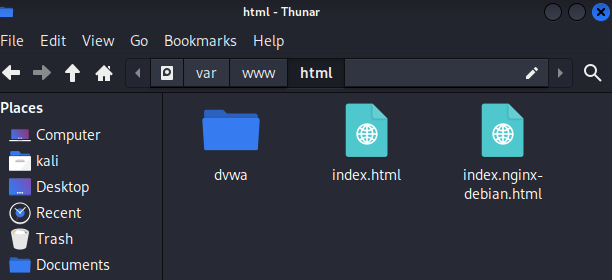 html - Thunar
File Edit View Go Bookmarks Help
var www html
Places
Computer
kali
Desktop
Recent
Trash
Documents
dvwa
index.html
index.nginx-
debian.html